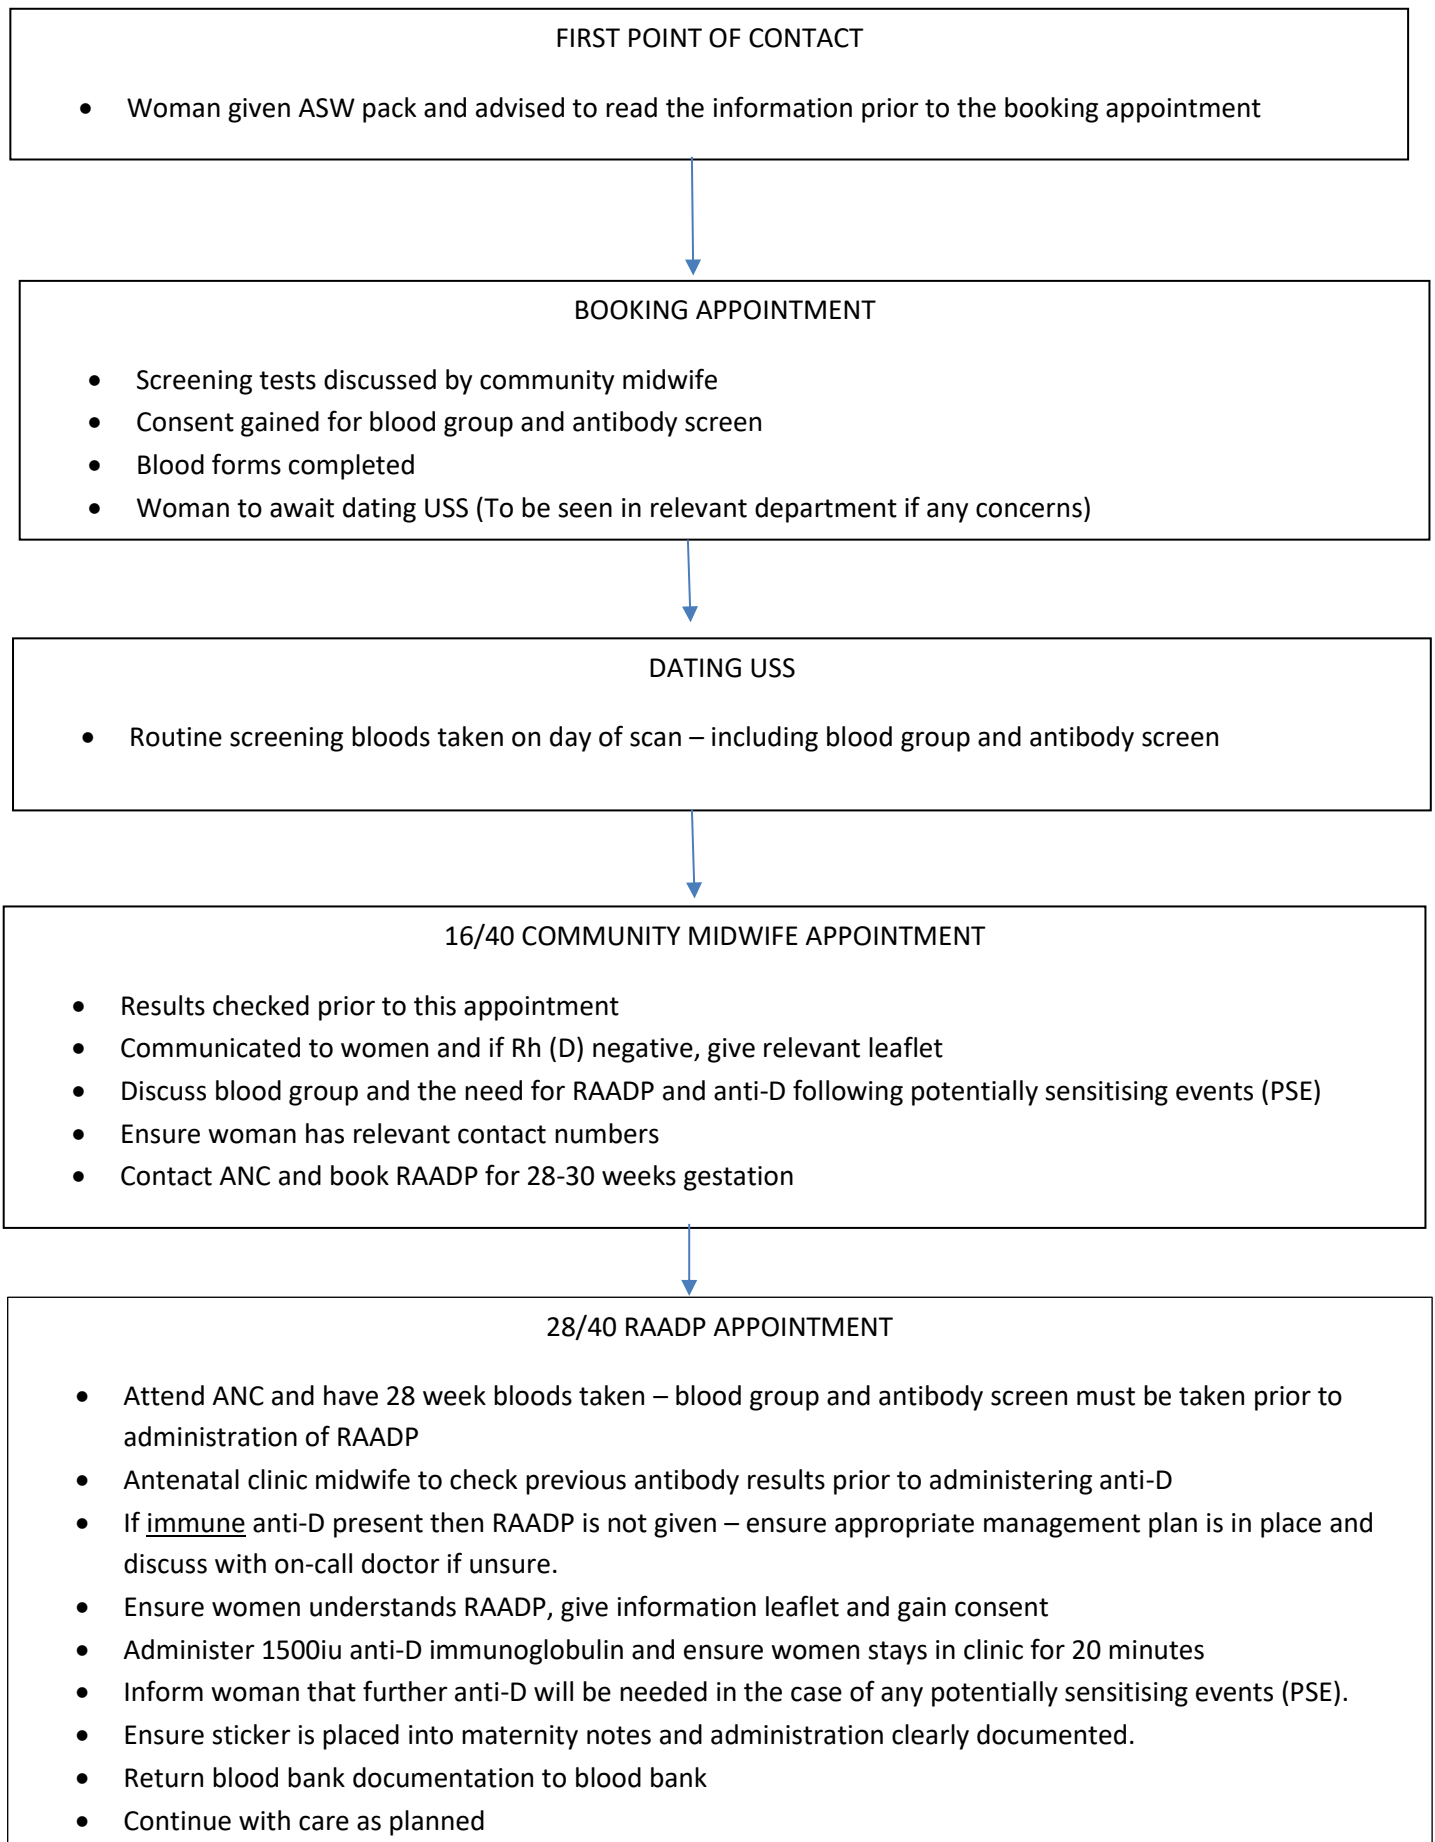 FIRST POINT OF CONTACT
• Woman given ASW pack and advised to read the information prior to the booking appointment
BOOKING APPOINTMENT
• Screening tests discussed by community midwife
• Consent gained for blood group and antibody screen
• Blood forms completed
• Woman to await dating USS (To be seen in relevant department if any concerns)
DATING USS
• Routine screening bloods taken on day of scan – including blood group and antibody screen
16/40 COMMUNITY MIDWIFE APPOINTMENT
• Results checked prior to this appointment
• Communicated to women and if Rh (D) negative, give relevant leaflet
• Discuss blood group and the need for RAADP and anti-D following potentially sensitising events (PSE)
• Ensure woman has relevant contact numbers
• Contact ANC and book RAADP for 28-30 weeks gestation
28/40 RAADP APPOINTMENT
• Attend ANC and have 28 week bloods taken – blood group and antibody screen must be taken prior to
administration of RAADP
• Antenatal clinic midwife to check previous antibody results prior to administering anti-D
• If immune anti-D present then RAADP is not given – ensure appropriate management plan is in place and
discuss with on-call doctor if unsure.
• Ensure women understands RAADP, give information leaflet and gain consent
• Administer 1500iu anti-D immunoglobulin and ensure women stays in clinic for 20 minutes
• Inform woman that further anti-D will be needed in the case of any potentially sensitising events (PSE).
• Ensure sticker is placed into maternity notes and administration clearly documented.
• Return blood bank documentation to blood bank
• Continue with care as planned